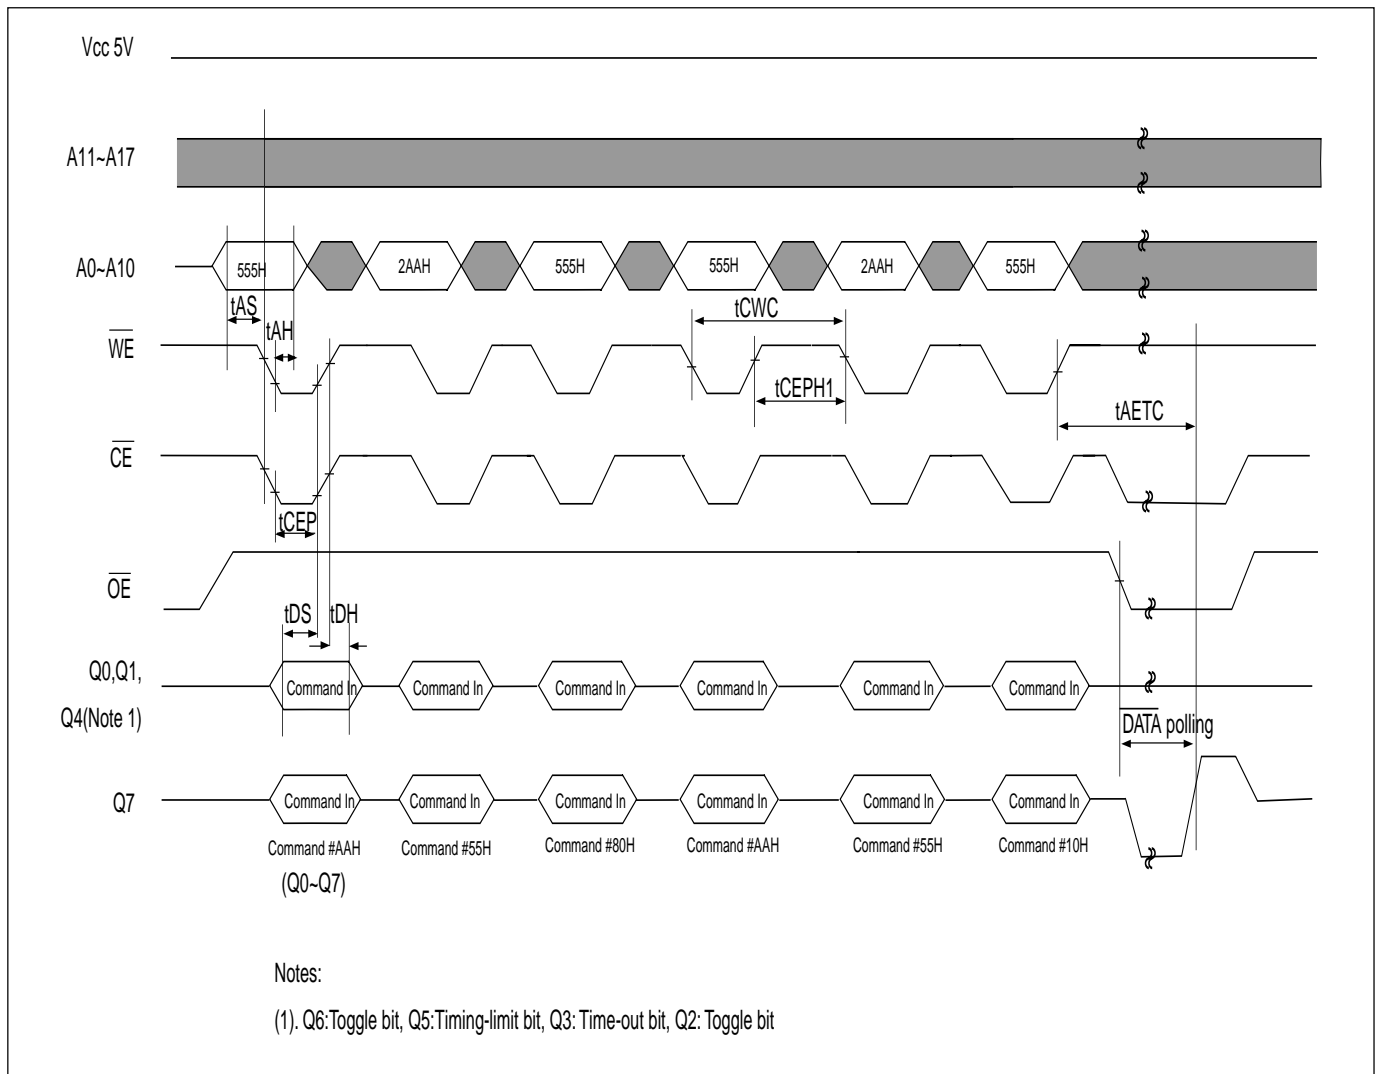 Vcc 5V
A11~A17
A0~A10
555H 2AAH 555H 555H 2AAH 555H
tAS
tAH
tCWC
WE
tCEPH1
tAETC
CE
tCEP
OE
tDS tDH
Q0,Q1,
Q4(Note 1)
Command In Command In Command In Command In Command In Command In
DATA polling
Q7
Command In Command In Command In Command In Command In Command In
Command #AAH Command #55H Command #80H Command #AAH Command #55H Command #10H
(Q0~Q7)
Notes:
(1). Q6:Toggle bit, Q5:Timing-limit bit, Q3: Time-out bit, Q2: Toggle bit